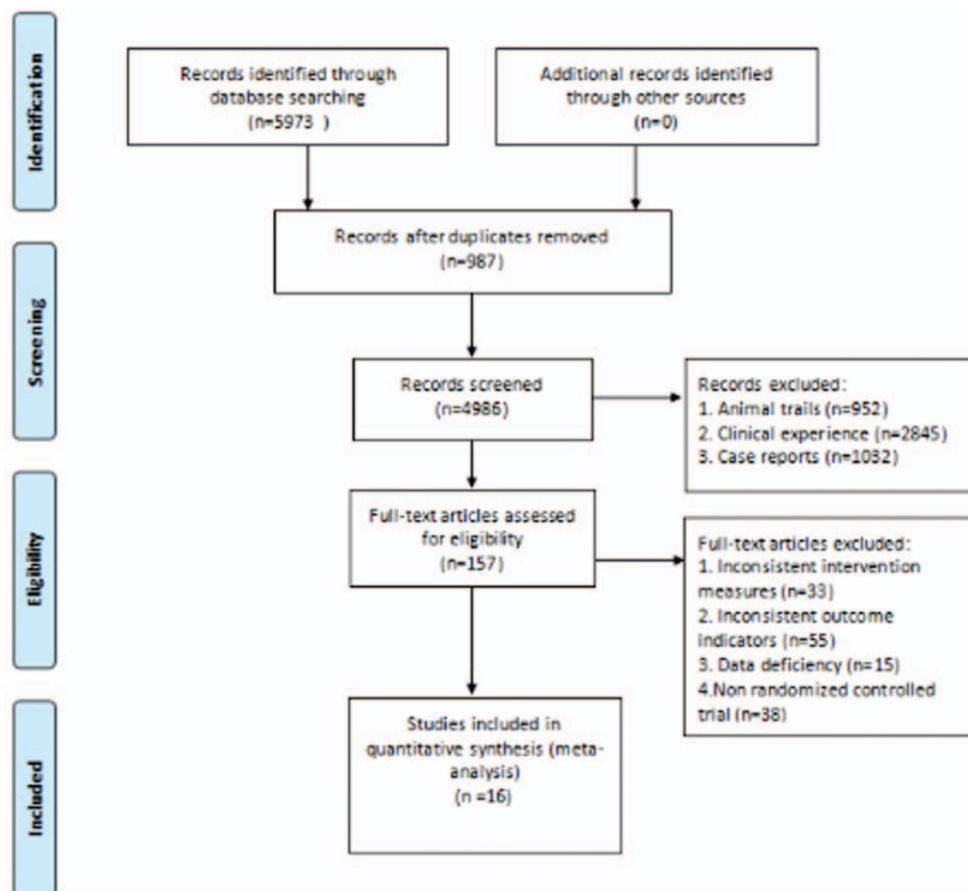 Identification
Records identified through
database searching
(n=5973 )
Additional records identified
through other sources
(n=0)
Records after duplicates removed
(n=987)
Screening
Records screened
(n=4986)
Records excluded:
1. Animal trails (n=952)
2. Clinical experience (n=2845)
3. Case reports (n=1032)
Eligibility
Full-text articles assessed
for eligibility
(n=157)
Full-text articles excluded:
1. Inconsistent intervention
measures (n=33)
2. Inconsistent outcome
indicators (n=55)
3. Data deficiency (n=15)
4.Non randomized controlled
trial (n=38)
Included
Studies included in
quantitative synthesis (meta-
analysis)
(n =16)